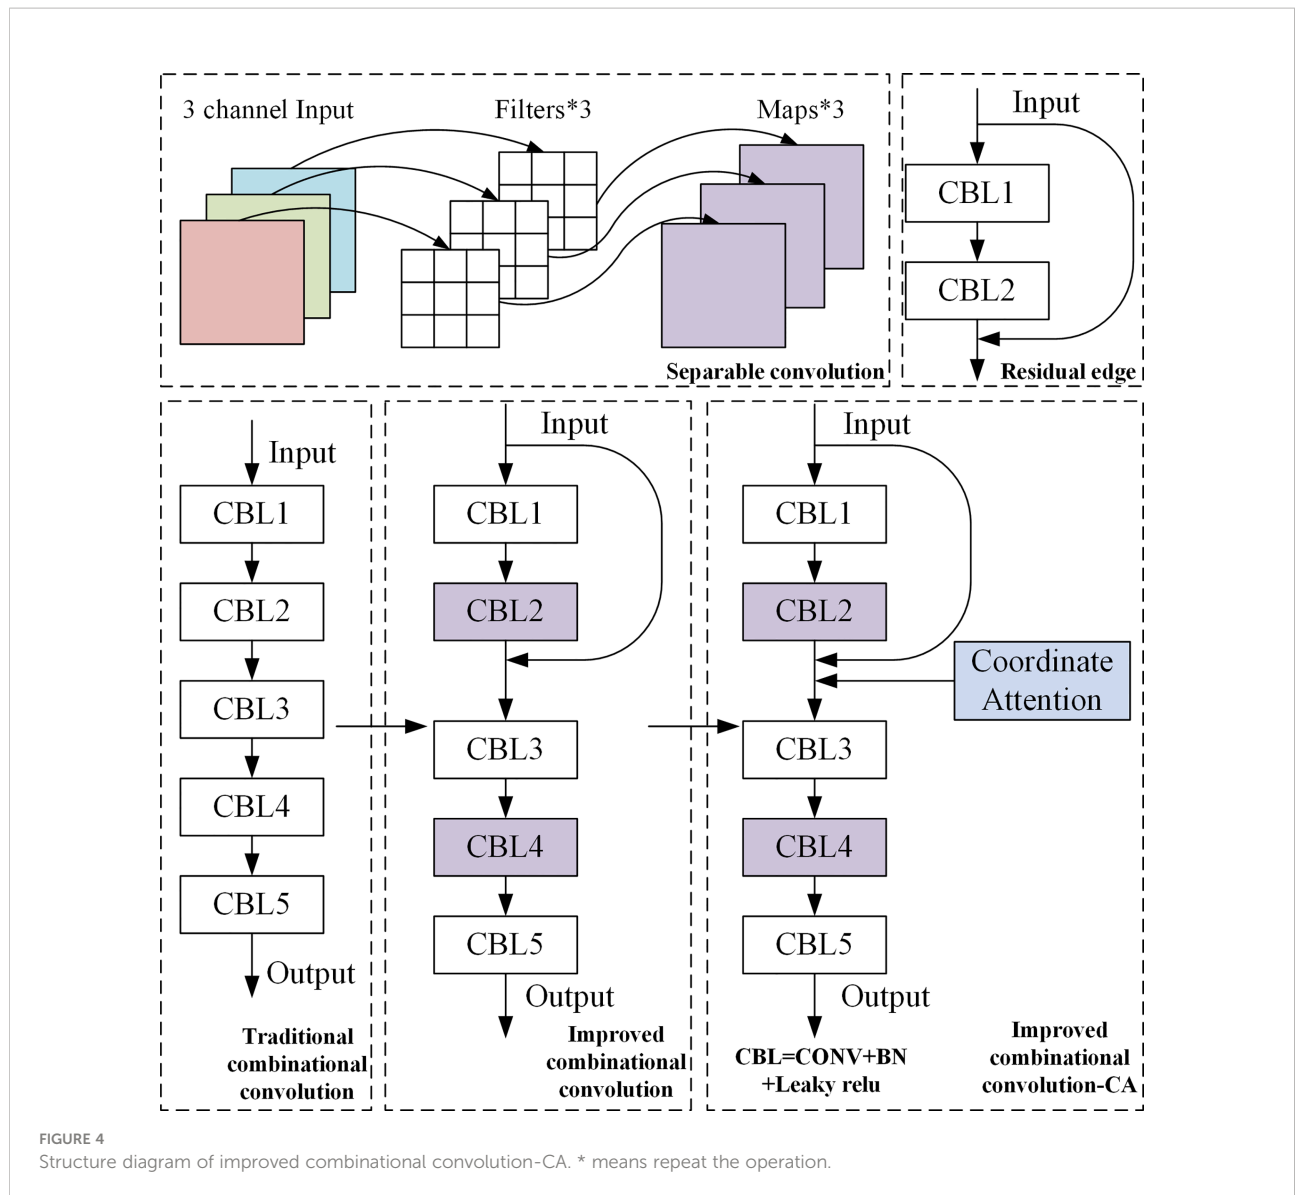 3 channel Input
Filters*3
Maps*3
Separable convolution
Input
CBL1
CBL2
Residual edge
Input
CBL1
CBL2
CBL3
CBL4
CBL5
Output
Traditional
combinational
convolution
Input
CBL1
CBL2
CBL3
CBL4
CBL5
Output
Improved
combinational
convolution
Input
CBL1
CBL2
Coordinate
Attention
CBL3
CBL4
CBL5
Output
CBL=CONV+BN
+Leaky relu
Improved
combinational
convolution-CA
FIGURE 4
Structure diagram of improved combinational convolution-CA. * means repeat the operation.